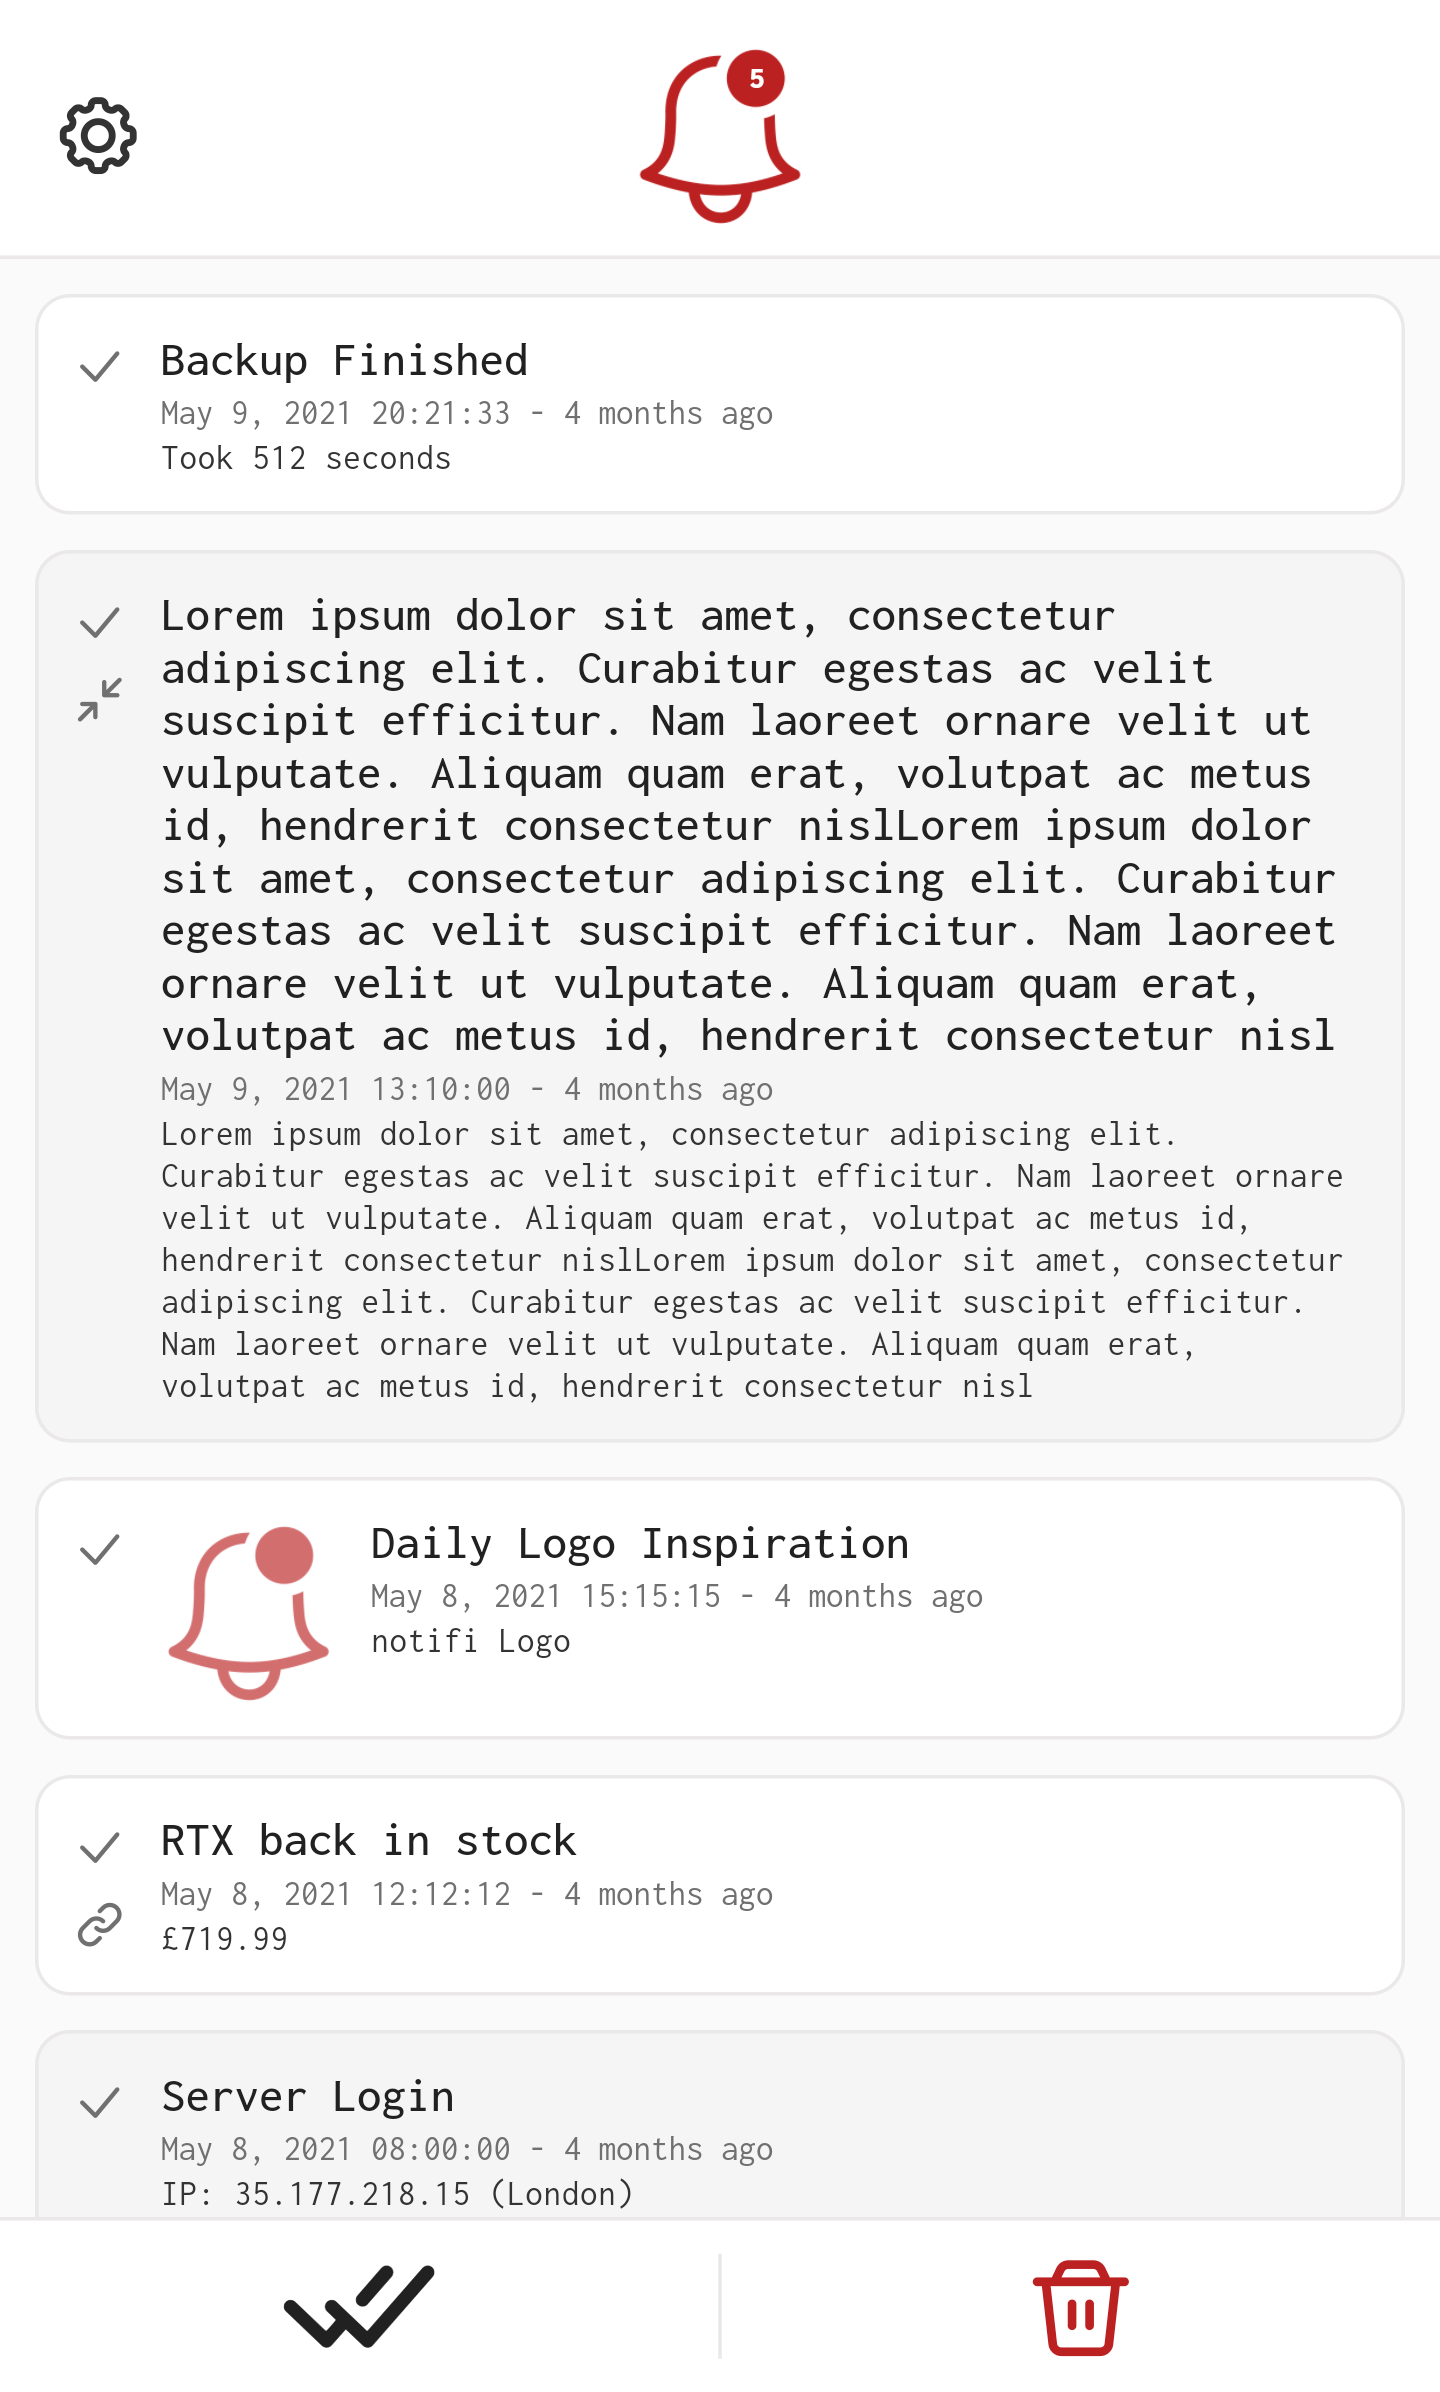 5
Backup Finished
May 9, 2021 20:21:33 - 4 months ago
Took 512 seconds
Lorem ipsum dolor sit amet, consectetur
adipiscing elit. Curabitur egestas ac velit
suscipit efficitur. Nam laoreet ornare velit ut
vulputate. Aliquam quam erat, volutpat ac metus
id, hendrerit consectetur nislLorem ipsum dolor
sit amet, consectetur adipiscing elit. Curabitur
egestas ac velit suscipit efficitur. Nam laoreet
ornare velit ut vulputate. Aliquam quam erat,
volutpat ac metus id, hendrerit consectetur nisl
May 9, 2021 13:10:00 - 4 months ago
Lorem ipsum dolor sit amet, consectetur adipiscing elit.
Curabitur egestas ac velit suscipit efficitur. Nam laoreet ornare
velit ut vulputate. Aliquam quam erat, volutpat ac metus id,
hendrerit consectetur nislLorem ipsum dolor sit amet, consectetur
adipiscing elit. Curabitur egestas ac velit suscipit efficitur.
Nam laoreet ornare velit ut vulputate. Aliquam quam erat,
volutpat ac metus id, hendrerit consectetur nisl
Daily Logo Inspiration
May 8, 2021 15:15:15 - 4 months ago
notifi Logo
RTX back in stock
May 8, 2021 12:12:12 - 4 months ago
£719.99
Server Login
May 8, 2021 08:00:00 - 4 months ago
IP: 35.177.218.15 (London)